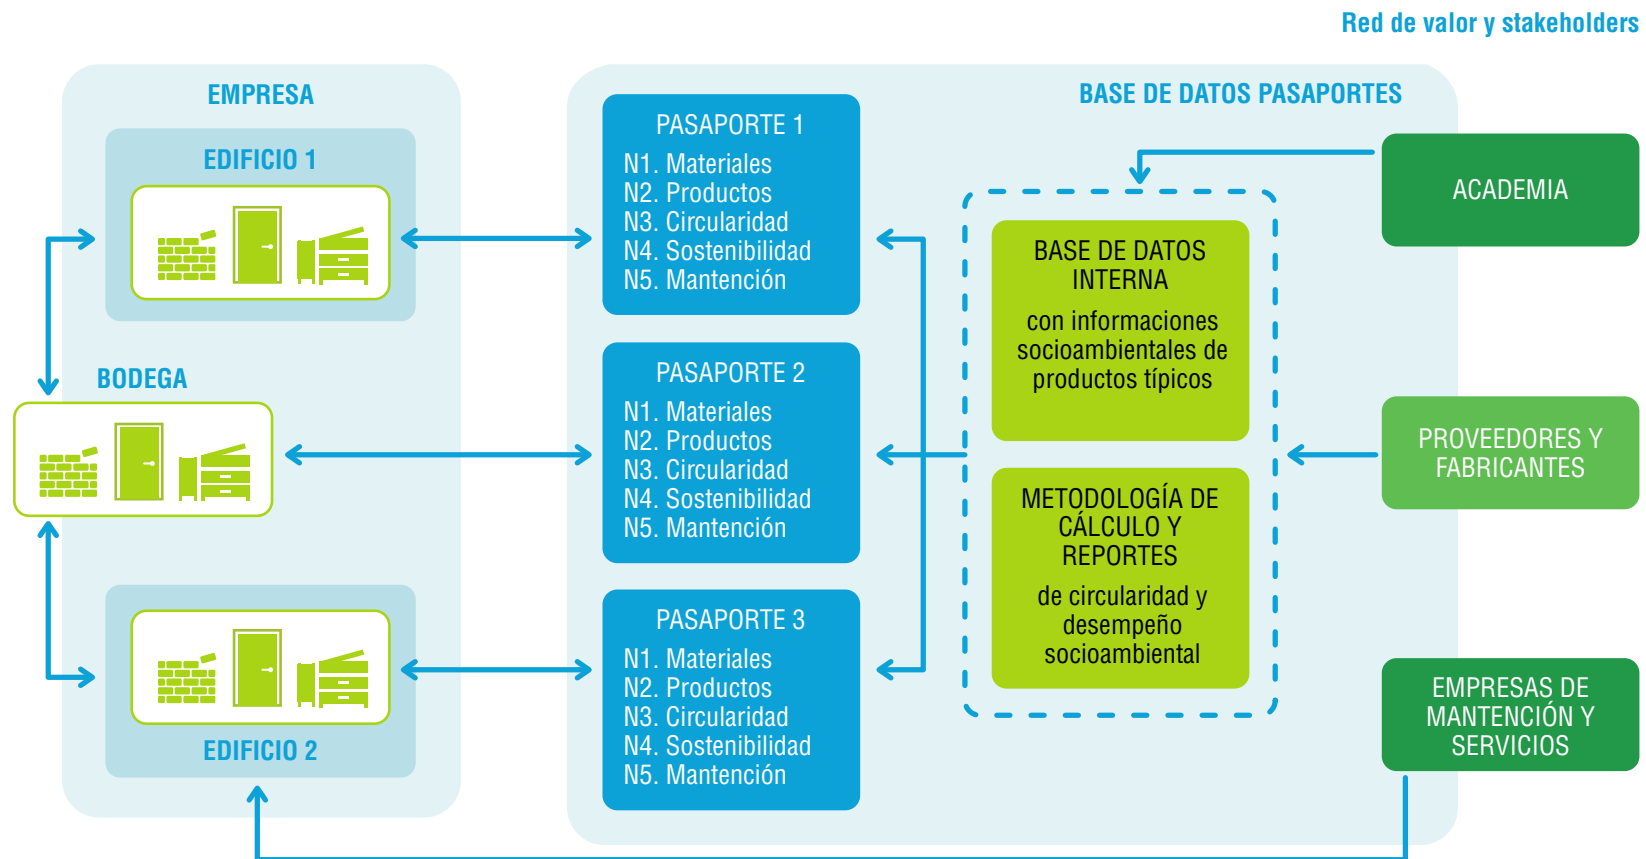 Red de valor y stakeholders
EMPRESA
EDIFICIO 1
BODEGA
EDIFICIO 2
BASE DE DATOS PASAPORTES
PASAPORTE 1
N1. Materiales
N2. Productos
N3. Circularidad
N4. Sostenibilidad
N5. Mantención
PASAPORTE 2
N1. Materiales
N2. Productos
N3. Circularidad
N4. Sostenibilidad
N5. Mantención
PASAPORTE 3
N1. Materiales
N2. Productos
N3. Circularidad
N4. Sostenibilidad
N5. Mantención
BASE DE DATOS
INTERNA
con informaciones
socioambientales de
productos típicos
METODOLOGÍA DE
CÁLCULO Y
REPORTES
de circularidad y
desempeño
socioambiental
ACADEMIA
PROVEEDORES Y
FABRICANTES
EMPRESAS DE
MANTENCIÓN Y
SERVICIOS